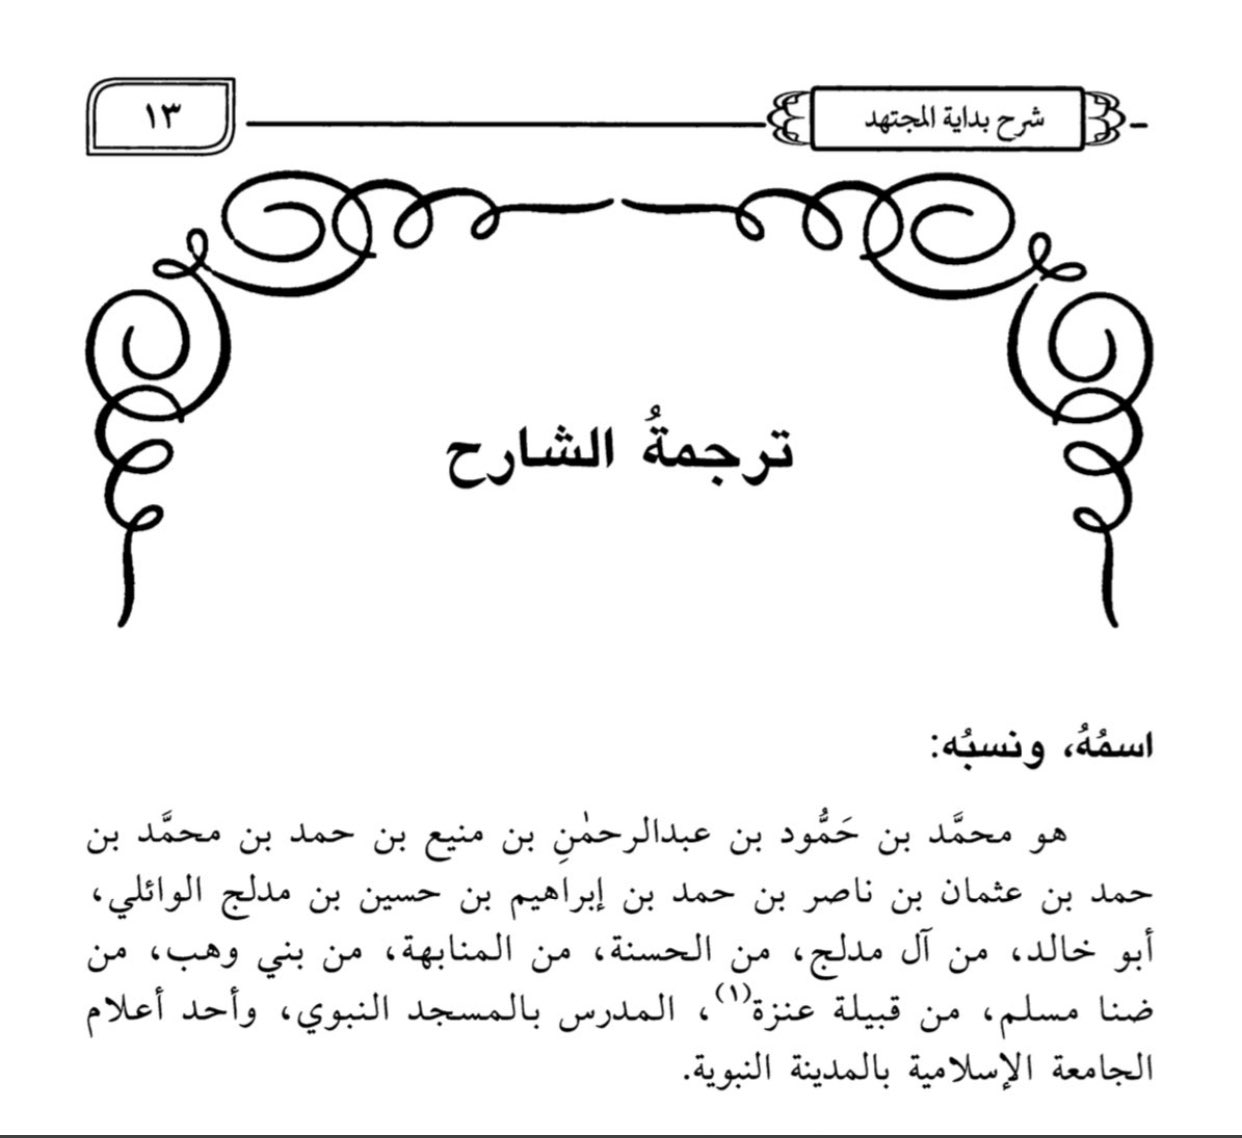 شرح بداية المجتهد
١٣
ترجمةُ الشارح
اسمُهُ، ونسبُه:
هو محمَّد بن حَمُّود بن عبدالرحمٰنِ بن منيع بن حمد بن محمَّد بن
حمد بن عثمان بن ناصر بن حمد بن إبراهيم بن حسين بن مدلج الوائلي،
أبو خالد، من آل مدلج، من الحسنة، من المنابهة، من بني وهب، من
ضنا مسلم، من قبيلة عنزة(١)، المدرس بالمسجد النبوي، وأحد أعلام
الجامعة الإسلامية بالمدينة النبوية.